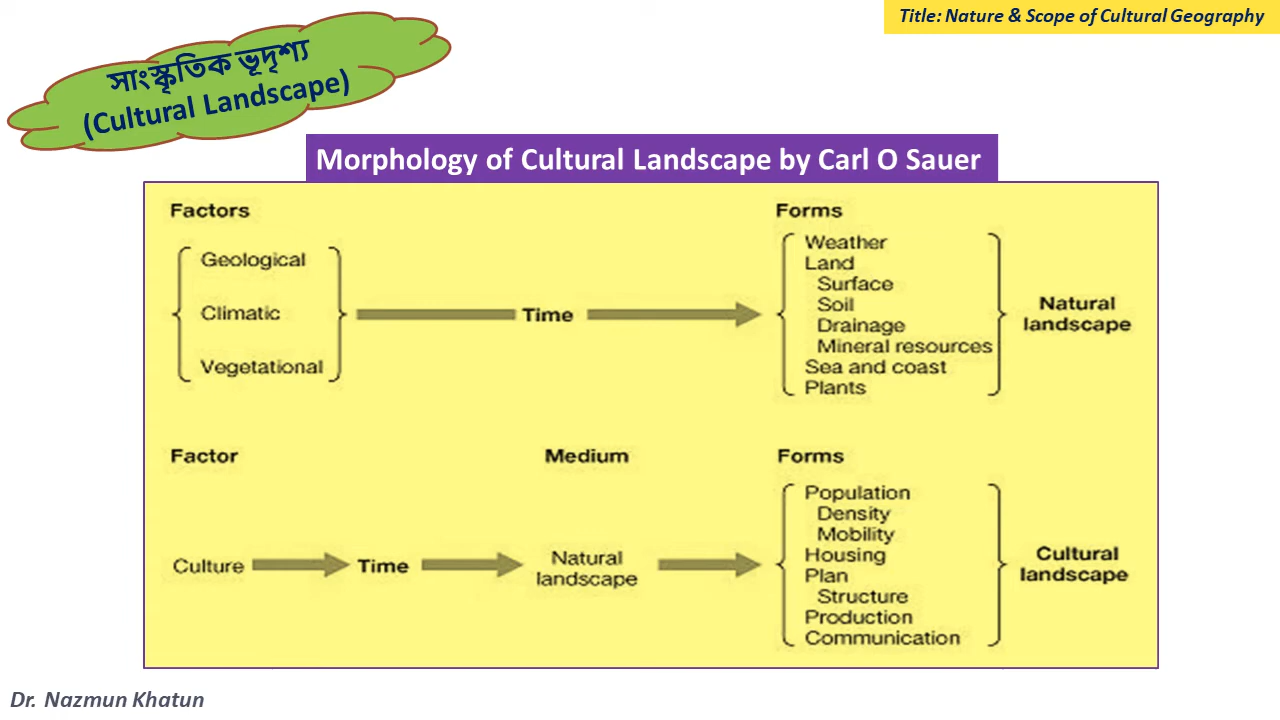 Title: Nature & Scope of Cultural Geography
সাংস্কৃতিক ভূদৃশ্য
(Cultural Landscape)
Morphology of Cultural Landscape by Carl O Sauer
Factors
Geological
Climatic
Vegetational
Time
Forms
Weather
Land
Surface
Soil
Drainage
Mineral resources
Sea and coast
Plants
Natural
landscape
Factor
Culture
Time
Medium
Natural
landscape
Forms
Population
Density
Mobility
Housing
Plan
Structure
Production
Communication
Cultural
landscape
Dr. Nazmun Khatun